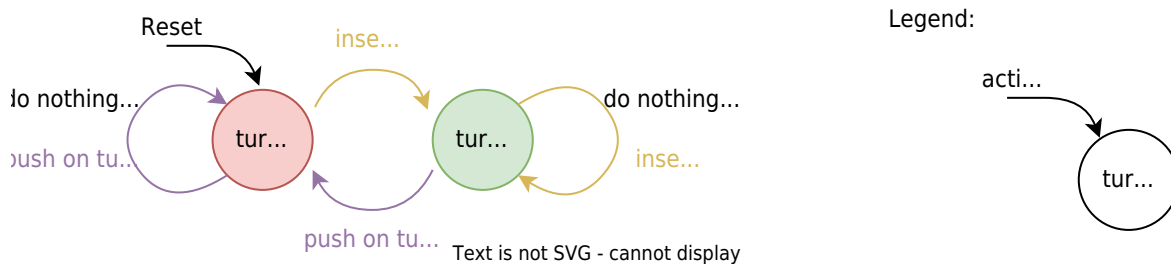 Reset
Legend:
inse...
do nothing...
push on tu...
tur...
tur...
do nothing...
inse...
push on tu...
acti...
tur...
Text is not SVG - cannot display